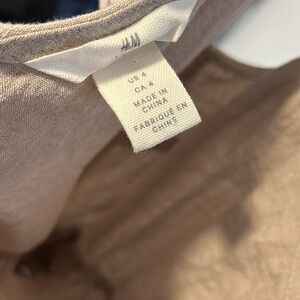 H&M
US 4
CA 4
MADE IN
CHINA
FABRIQUÉ EN
CHINE